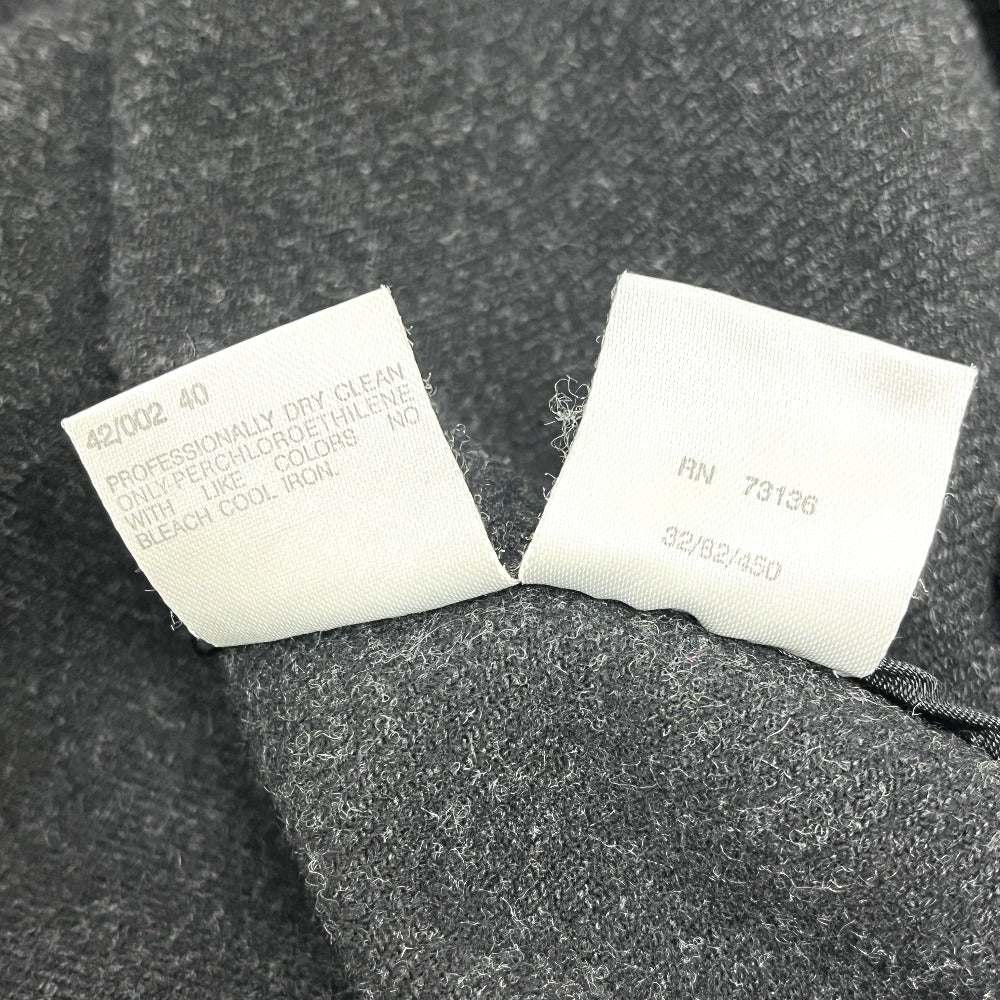 42/002 40
PROFESSIONALLY DRY CLEAN
ONLY-PERCHLOROETHILENE
WITH LIKE COLORS NO
BLEACH COOL IRON.
RN 73136
32/82/450